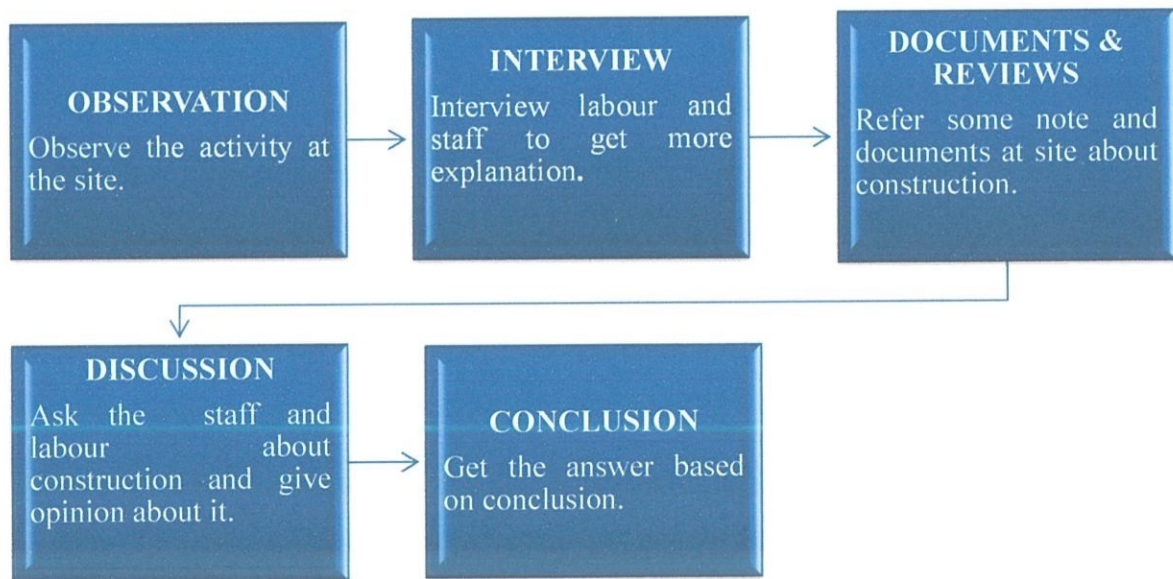 OBSERVATION
Observe the activity at
the site.
INTERVIEW
Interview labour and
staff to get more
explanation.
DOCUMENTS &
REVIEWS
Refer some note and
documents at site about
construction.
DISCUSSION
Ask the staff and
labour about
construction and give
opinion about it.
CONCLUSION
Get the answer based
on conclusion.